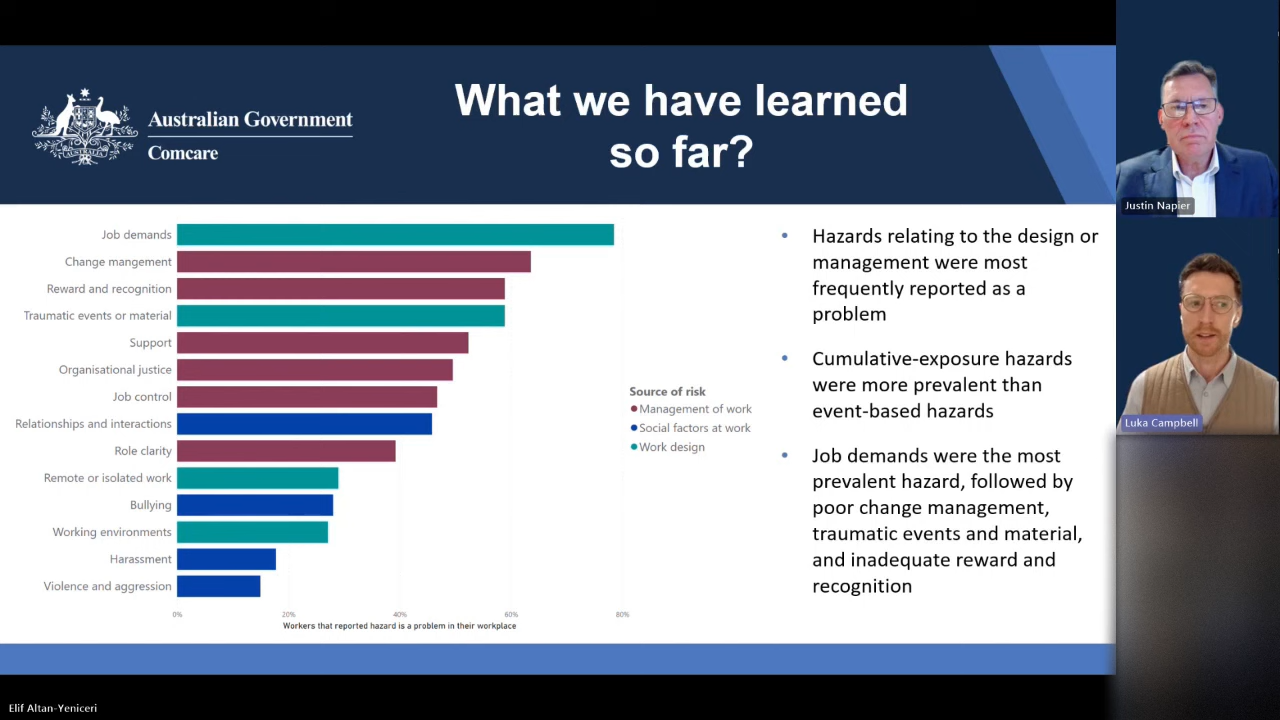 Australian Government
Comcare
What we have learned
so far?
Job demands
Change mangement
Reward and recognition
Traumatic events or material
Support
Organisational justice
Job control
Relationships and interactions
Role clarity
Remote or isolated work
Bullying
Working environments
Harassment
Violence and aggression
0%
20%
40%
60%
80%
Workers that reported hazard is a problem in their workplace
Source of risk
Management of work
Social factors at work
Work design
• Hazards relating to the design or
management were most
frequently reported as a
problem
• Cumulative-exposure hazards
were more prevalent than
event-based hazards
• Job demands were the most
prevalent hazard, followed by
poor change management,
traumatic events and material,
and inadequate reward and
recognition
Justin Napier
Luka Campbell
Elif Altan-Yeniceri